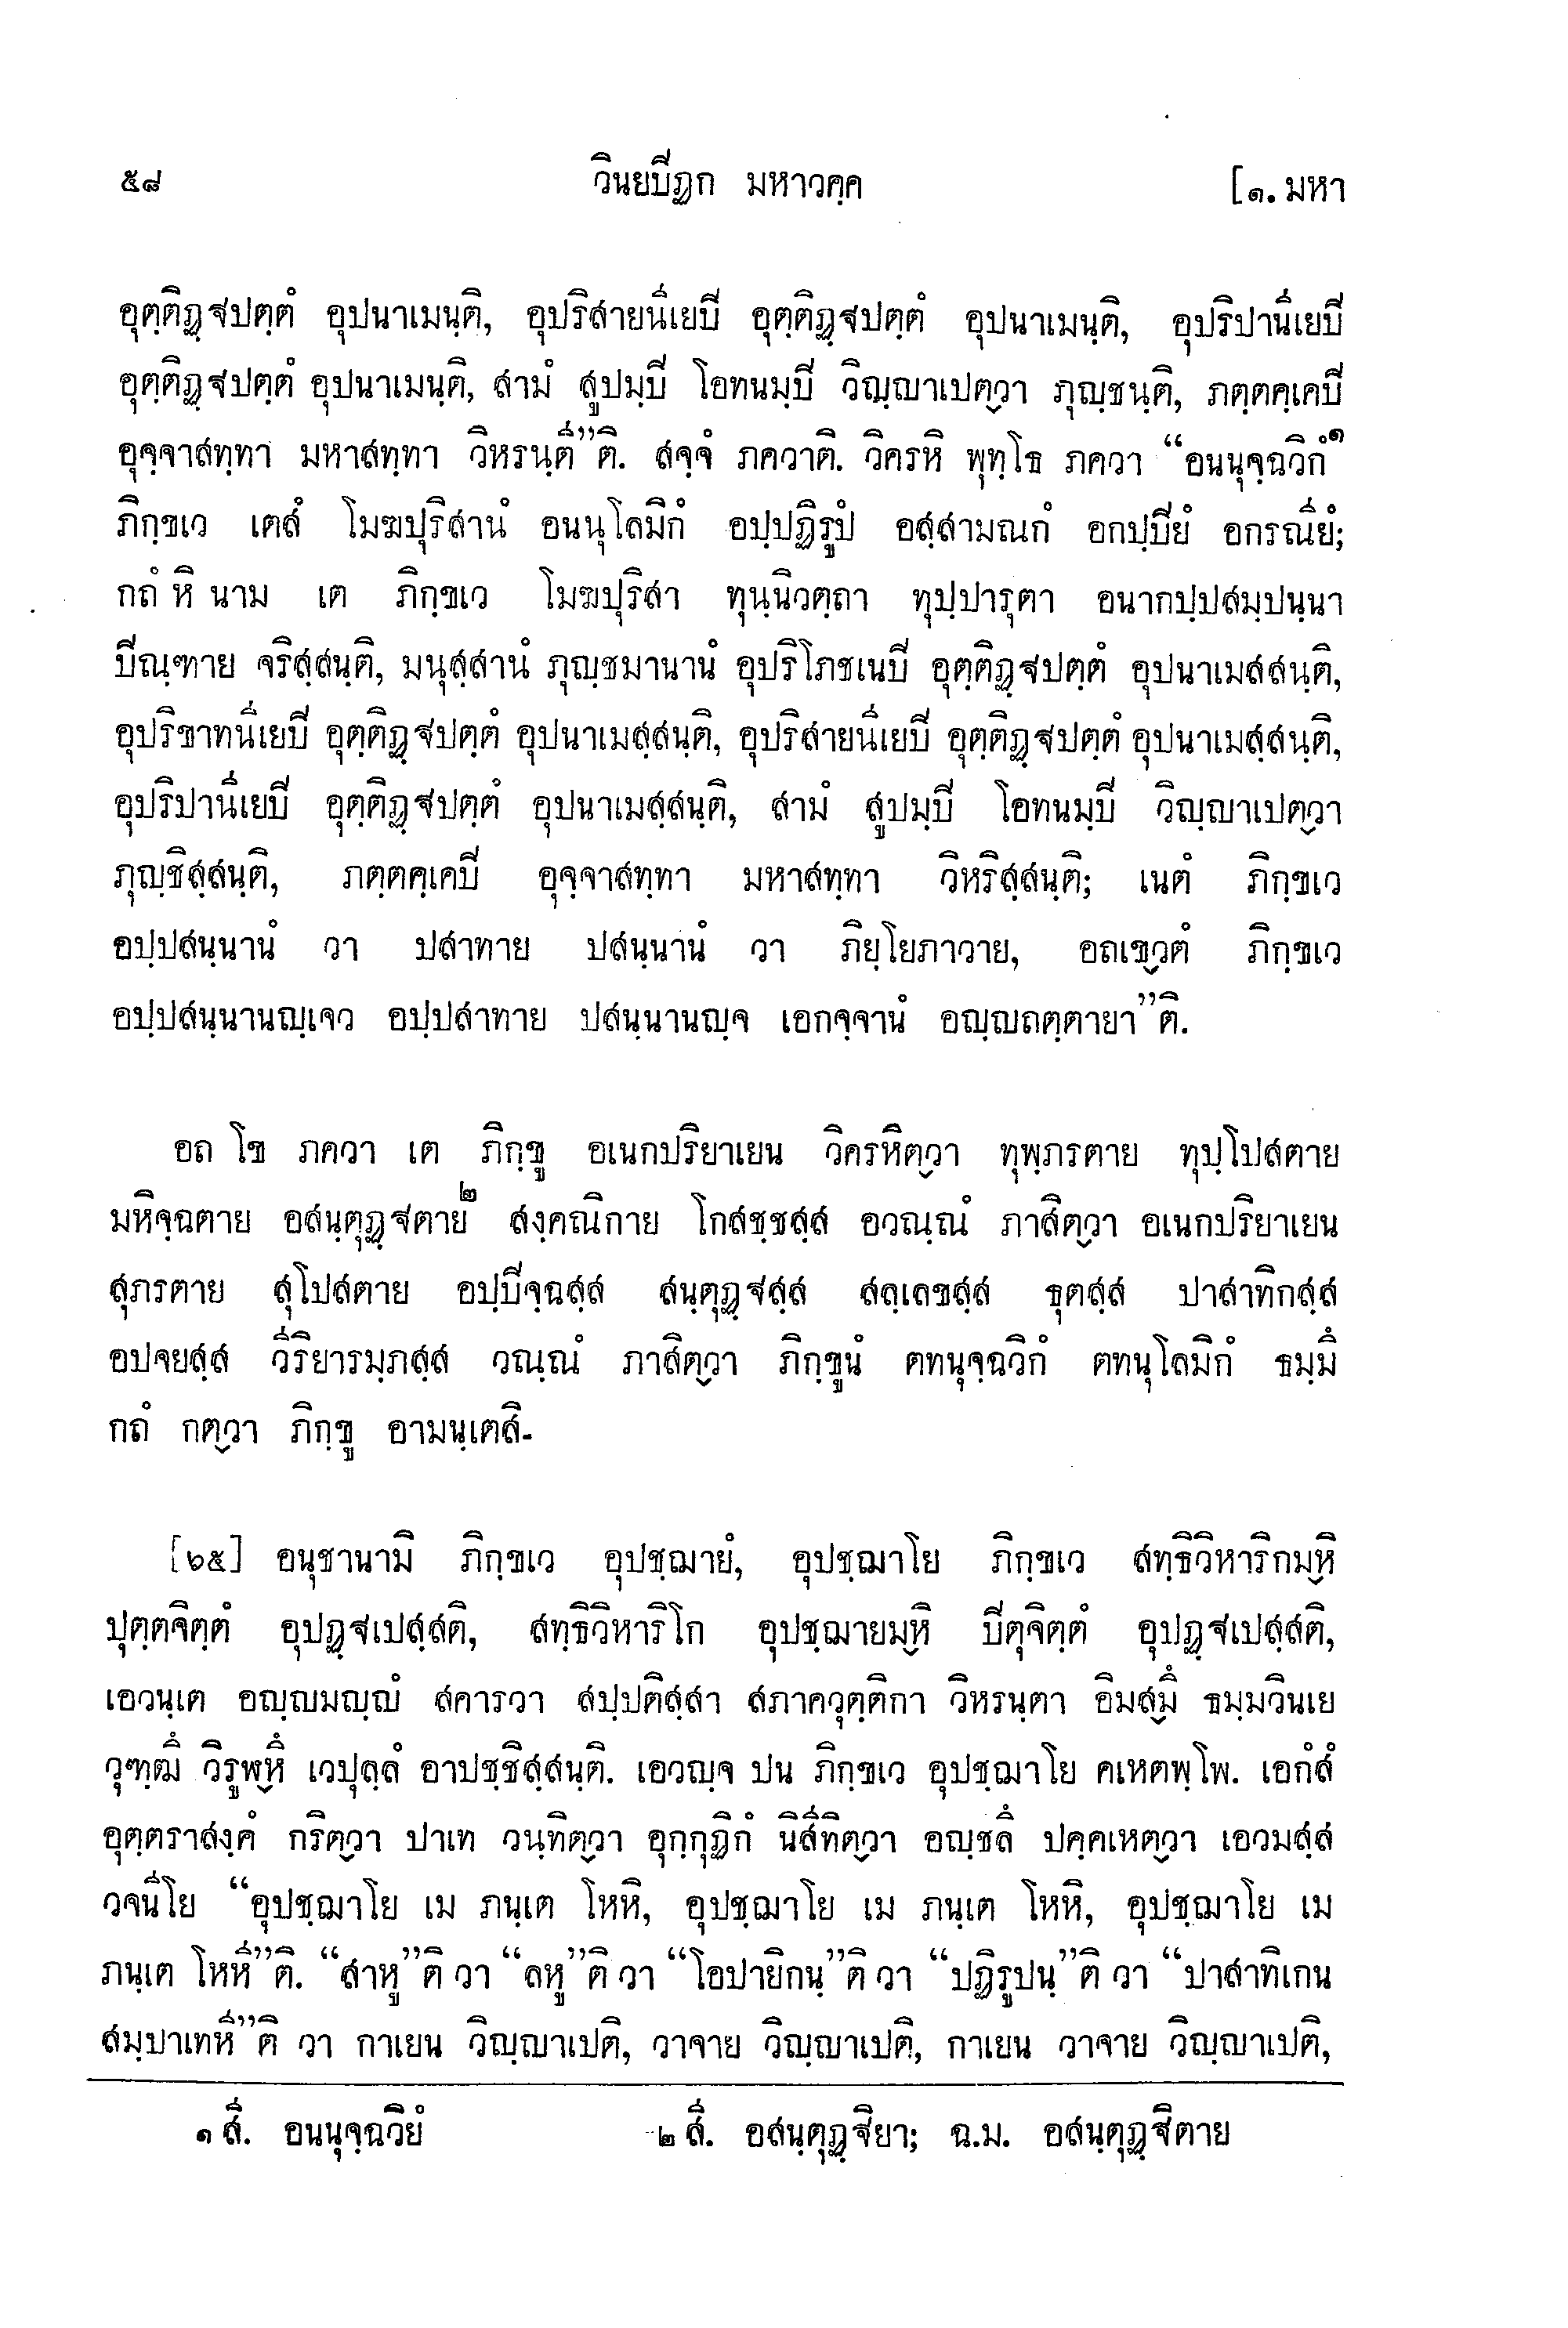 ๕๘ วินยปิฏก มหาวคฺค [๑. มหา
อุตฺติฏฺฐปตฺตํ อุปนาเมนฺติ, อุปริสายนีเยปิ อุตฺติฏฺฐปตฺตํ อุปนาเมนฺติ, อุปริปานีเยปิ
อุตฺติฏฺฐปตฺตํ อุปนาเมนฺติ, สามํ สูปมฺปิ โอทนมฺปิ วิญฺญาเปตฺวา ภุญฺชนฺติ, ภตฺตคฺเคปิ
อุจฺจาสทฺทา มหาสทฺทา วิหรนฺตี”ติ. สจฺจํ ภควาติ. วิครหิ พุทฺโธ ภควา “อนนุจฺฉวิกํ๑
ภิกฺขเว เตสํ โมฆปุริสานํ อนนุโลมิกํ อปฺปฏิรูปํ อสฺสามณกํ อกปฺปิยํ อกรณียํ;
กถํ หิ นาม เต ภิกฺขเว โมฆปุริสา ทุนฺนิวตฺถา ทุปฺปารุตา อนากปฺปสมฺปนฺนา
ปิณฺฑาย จริสฺสนฺติ, มนุสฺสานํ ภุญฺชมานานํ อุปริโภชเนปิ อุตฺติฏฺฐปตฺตํ อุปนาเมสฺสนฺติ,
อุปริขาทนีเยปิ อุตฺติฏฺฐปตฺตํ อุปนาเมสฺสนฺติ, อุปริสายนีเยปิ อุตฺติฏฺฐปตฺตํ อุปนาเมสฺสนฺติ,
อุปริปานีเยปิ อุตฺติฏฺฐปตฺตํ อุปนาเมสฺสนฺติ, สามํ สูปมฺปิ โอทนมฺปิ วิญฺญาเปตฺวา
ภุญฺชิสฺสนฺติ, ภตฺตคฺเคปิ อุจฺจาสทฺทา มหาสทฺทา วิหริสฺสนฺติ; เนตํ ภิกฺขเว
อปฺปสนฺนานํ วา ปสาทาย ปสนฺนานํ วา ภิยฺโยภาวาย, อถเขฺวตํ ภิกฺขเว
อปฺปสนฺนานญฺเจว อปฺปสาทาย ปสนฺนานญฺจ เอกจฺจานํ อญฺญถตฺตายา”ติ.
อถ โข ภควา เต ภิกฺขู อเนกปริยาเยน วิครหิตฺวา ทุพฺภรตาย ทุปฺโปสตาย
มหิจฺฉตาย อสนฺตุฏฺฐตาย๒ สงฺคณิกาย โกสชฺชสฺส อวณฺณํ ภาสิตฺวา อเนกปริยาเยน
สุภรตาย สุโปสตาย อปฺปิจฺฉสฺส สนฺตุฏฺฐสฺส สลฺเลขสฺส ธุตสฺส ปาสาทิกสฺส
อปจยสฺส วีริยารมฺภสฺส วณฺณํ ภาสิตฺวา ภิกฺขูนํ ตทนุจฺฉวิกํ ตทนุโลมิกํ ธมฺมึ
กถํ กตฺวา ภิกฺขู อามนฺเตสิ-
[๖๕] อนุชานามิ ภิกฺขเว อุปชฺฌายํ, อุปชฺฌาโย ภิกฺขเว สทฺธิวิหาริกมฺหิ
ปุตฺตจิตฺตํ อุปฏฺฐเปสฺสติ, สทฺธิวิหาริโก อุปชฺฌายมฺหิ ปิตุจิตฺตํ อุปฏฺฐเปสฺสติ,
เอวนฺเต อญฺญมญฺญํ สคารวา สปฺปติสฺสา สภาควุตฺติกา วิหรนฺตา อิมสฺมึ ธมฺมวินเย
วุฑฺฒึ วิรูฬฺหึ เวปุลฺลํ อาปชฺชิสฺสนฺติ. เอวญฺจ ปน ภิกฺขเว อุปชฺฌาโย คเหตพฺโพ. เอกํสํ
อุตฺตราสงฺคํ กริตฺวา ปาเท วนฺทิตฺวา อุกฺกุฏิกํ นิสีทิตฺวา อญฺชลึ ปคฺคเหตฺวา เอวมสฺส
วจนีโย “อุปชฺฌาโย เม ภนฺเต โหหิ, อุปชฺฌาโย เม ภนฺเต โหหิ, อุปชฺฌาโย เม
ภนฺเต โหหี”ติ. “สาหู”ติ วา “ลหู”ติ วา “โอปายิกนฺ”ติ วา “ปฏิรูปนฺ”ติ วา “ปาสาทิเกน
สมฺปาเทหี”ติ วา กาเยน วิญฺญาเปติ, วาจาย วิญฺญาเปติ, กาเยน วาจาย วิญฺญาเปติ,
๑ สี. อนนุจฺฉวิยํ ๒ สี. อสนฺตุฏฺฐิยา; ฉ.ม. อสนฺตุฏฺฐิตาย